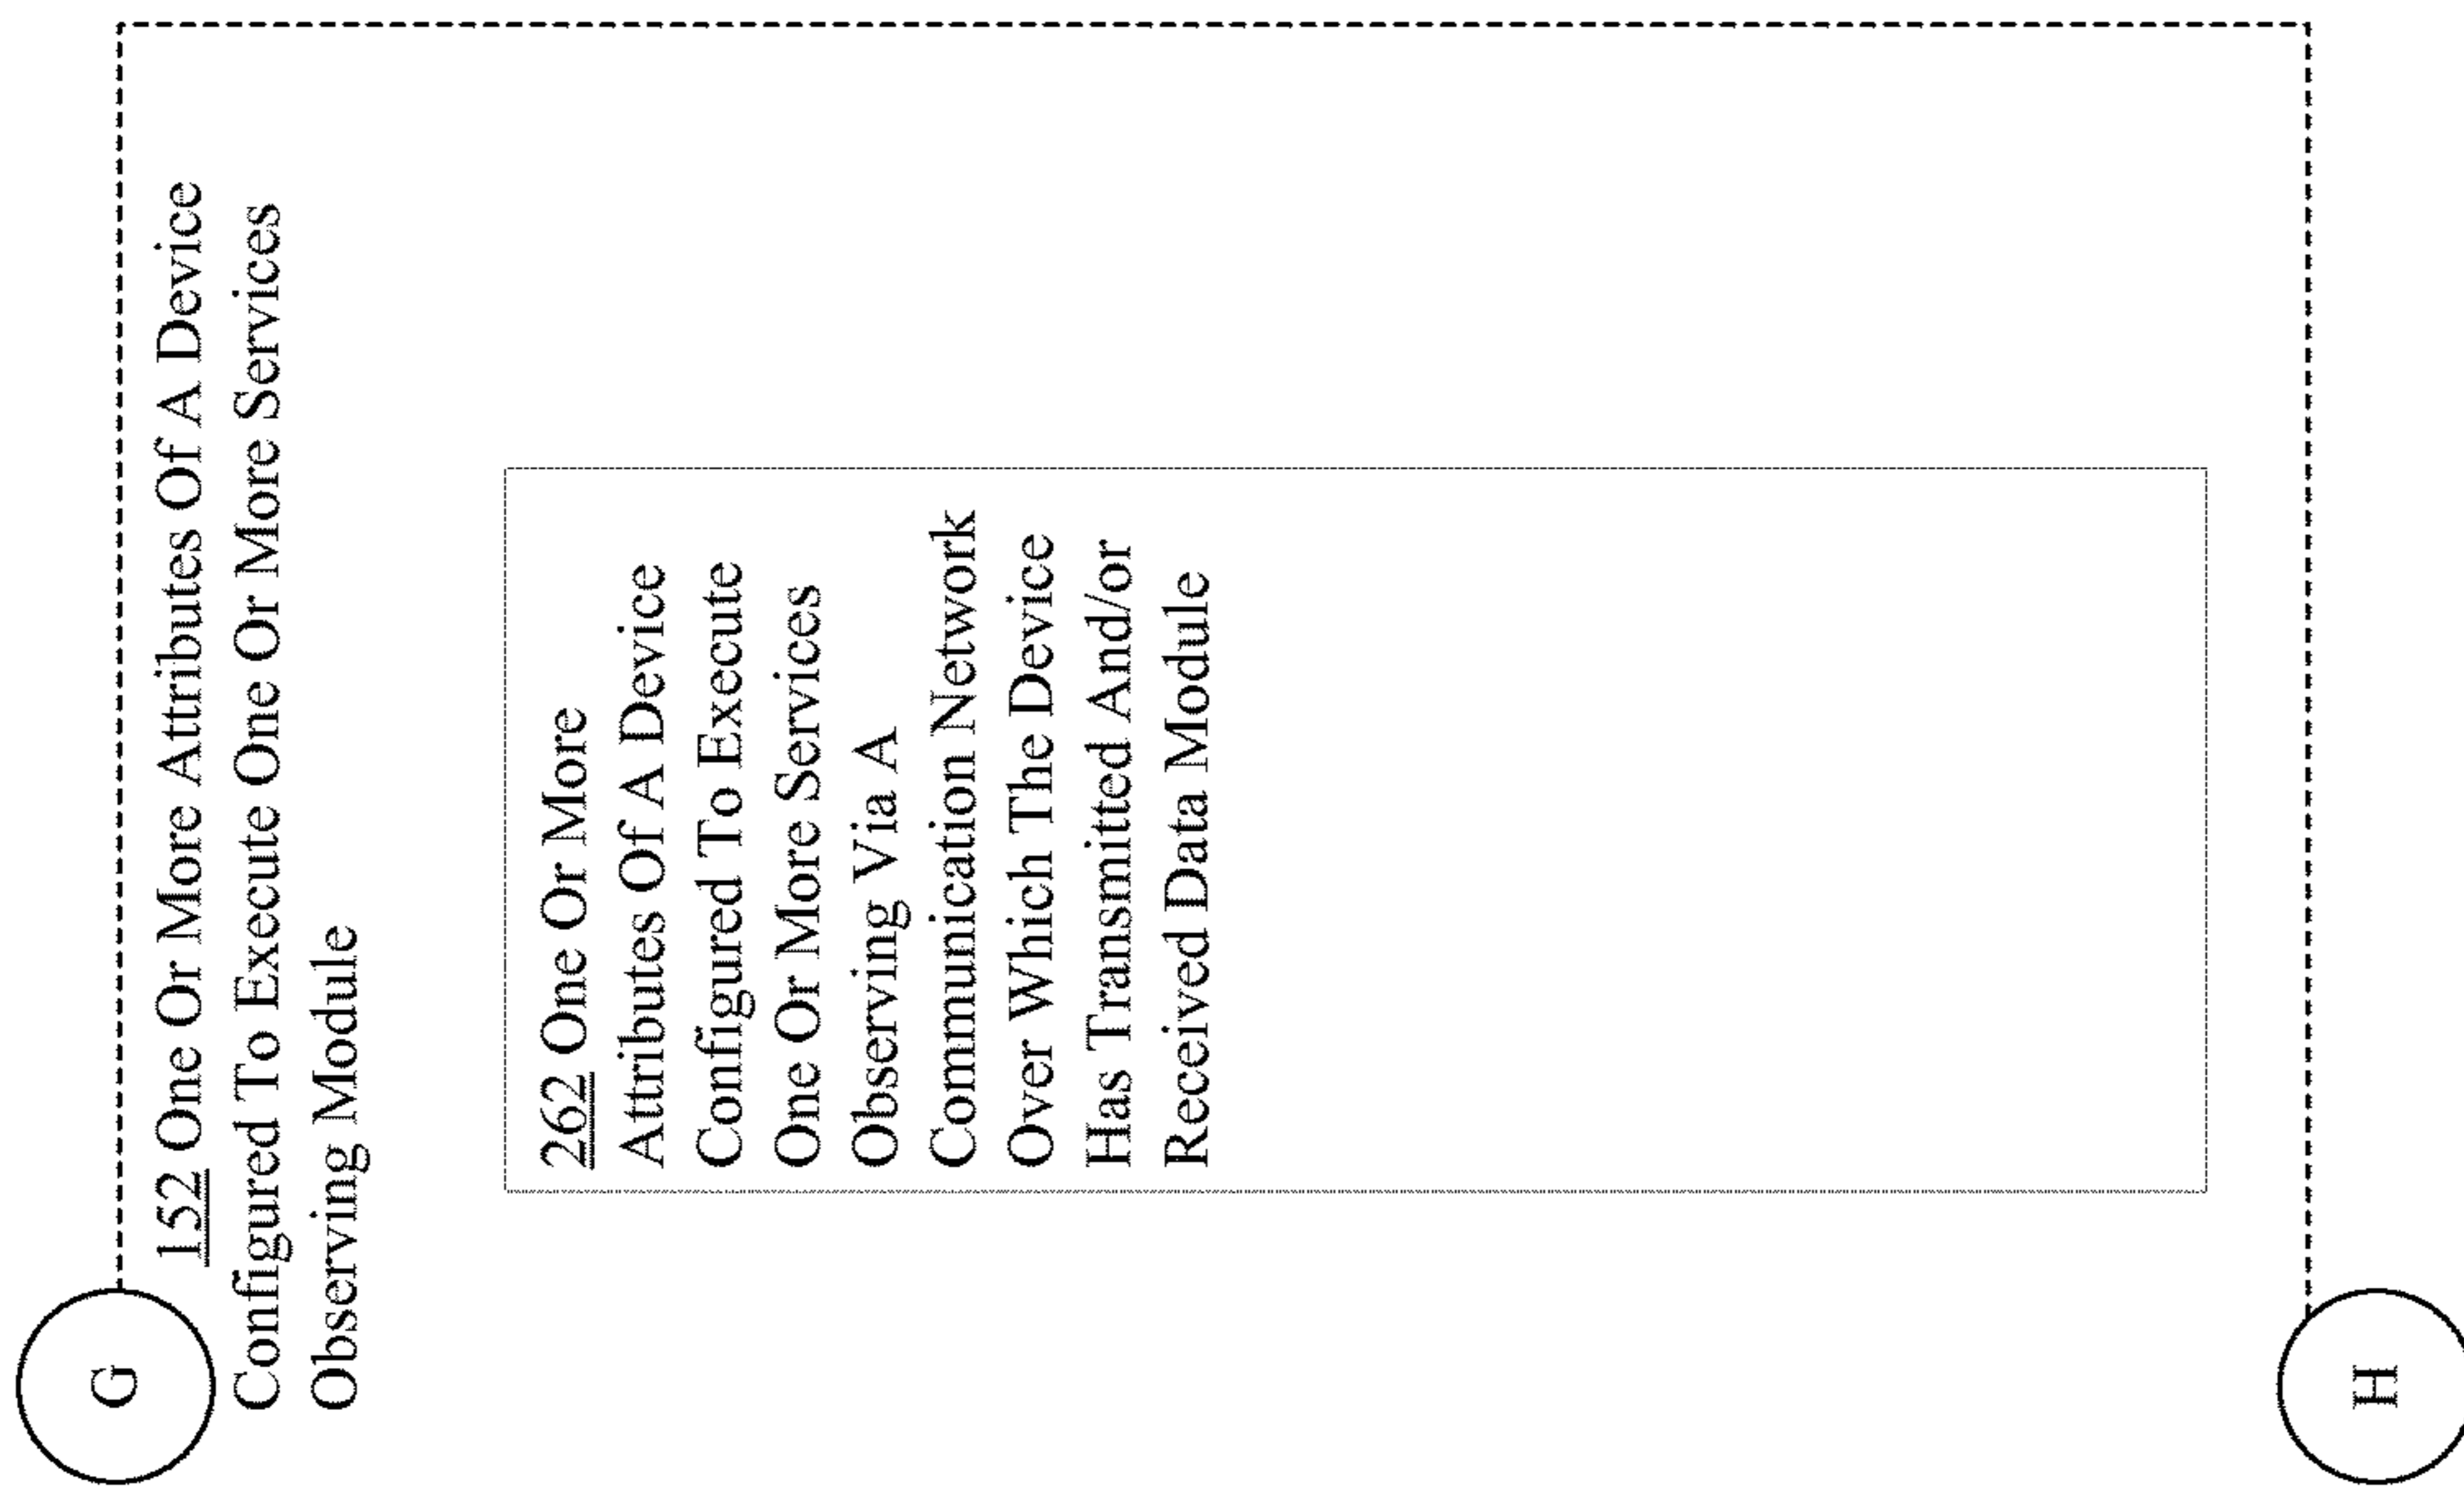 G
152 One Or More Attributes Of A Device
Configured To Execute One Or More Services
Observing Module
262 One Or More
Attributes Of A Device
Configured To Execute
One Or More Services
Observing Via A
Communication Network
Over Which The Device
Has Transmitted And/or
Received Data Module
H